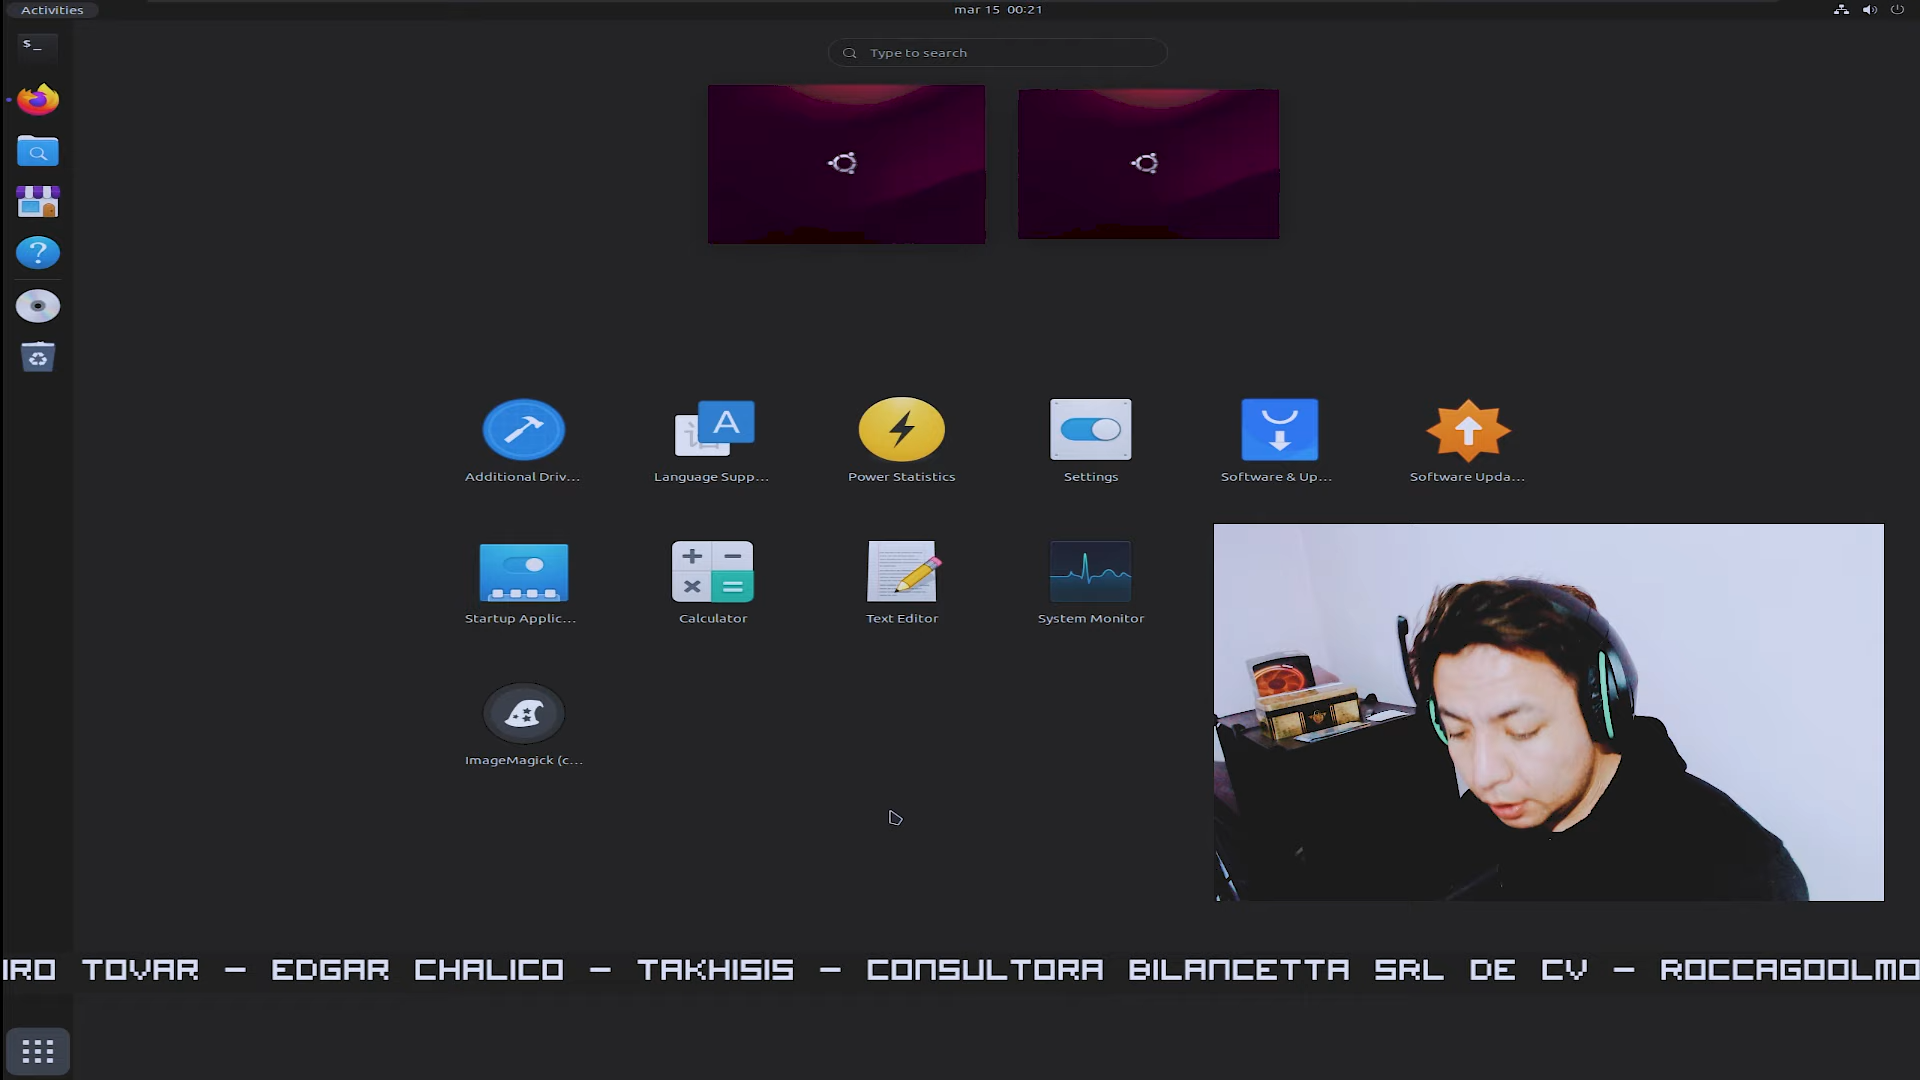 Activities
mar 15 00:21
$_
Type to search
?
语 A
Additional Driv...
Language Supp...
Power Statistics
Settings
Software & Up...
Software Upda...
Startup Applic...
Calculator
Text Editor
System Monitor
ImageMagick (c...
IRO TOVAR - EDGAR CHALICO - TAKHISIS - CONSULTORA BILANCETTA SRL DE CV - ROCCAGOOLMO